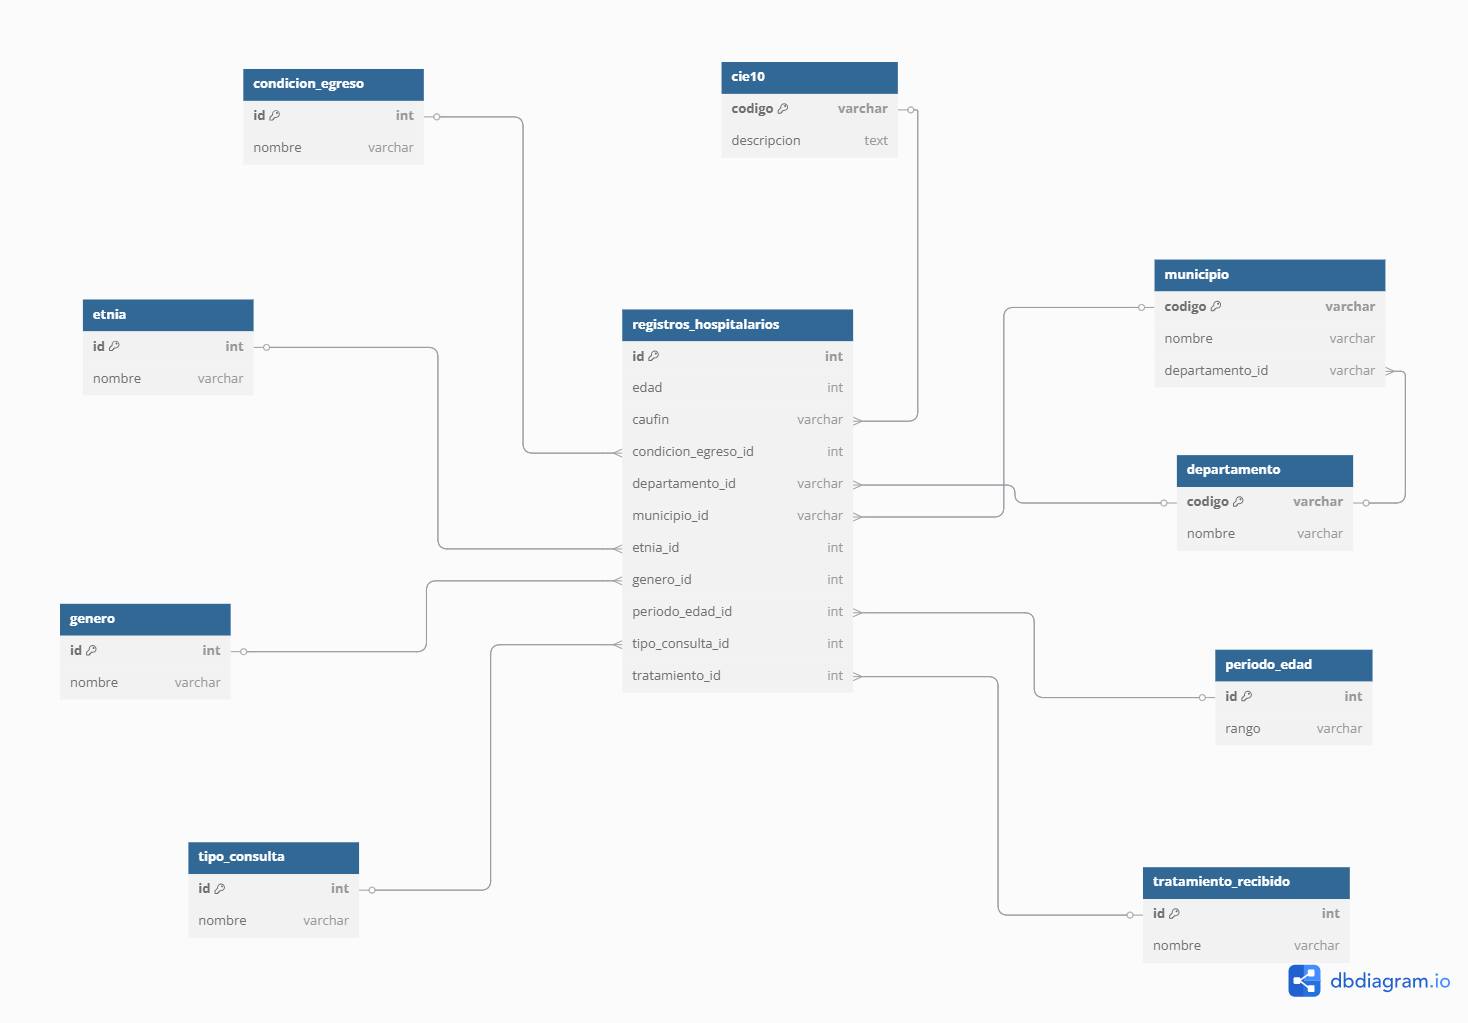 condicion_egreso
id int
nombre varchar
cie10
codigo varchar
descripcion text
etnia
id int
nombre varchar
registros_hospitalarios
id int
edad int
caufin varchar
condicion_egreso_id int
departamento_id varchar
municipio_id varchar
etnia_id int
genero_id int
periodo_edad_id int
tipo_consulta_id int
tratamiento_id int
municipio
codigo varchar
nombre varchar
departamento_id varchar
departamento
codigo varchar
nombre varchar
genero
id int
nombre varchar
periodo_edad
id int
rango varchar
tipo_consulta
id int
nombre varchar
tratamiento_recibido
id int
nombre varchar
dbdiagram.io